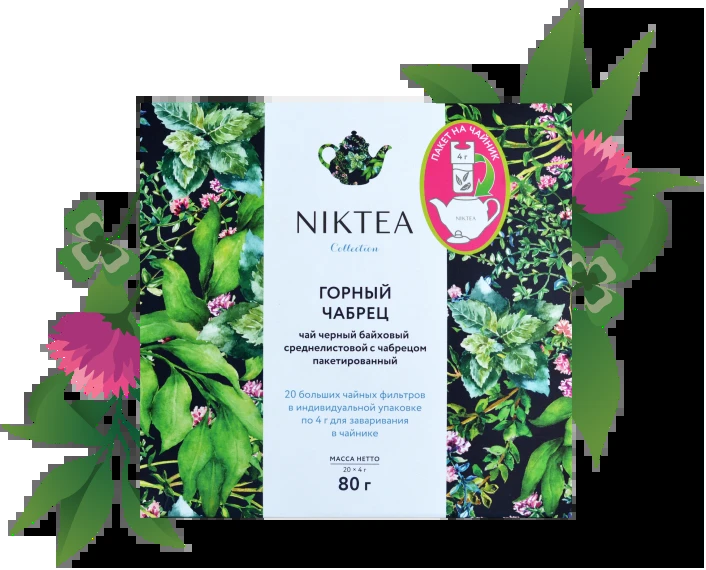 ПАКЕТ НА ЧАЙНИК
4 г
NIKTEA
NIKTEA
Collection
ГОРНЫЙ
ЧАБРЕЦ
чай черный байховый
среднелистовой с чабрецом
пакетированный
20 больших чайных фильтров
в индивидуальной упаковке
по 4 г для заваривания
в чайнике
МАССА НЕТТО
20 × 4 г
80 г